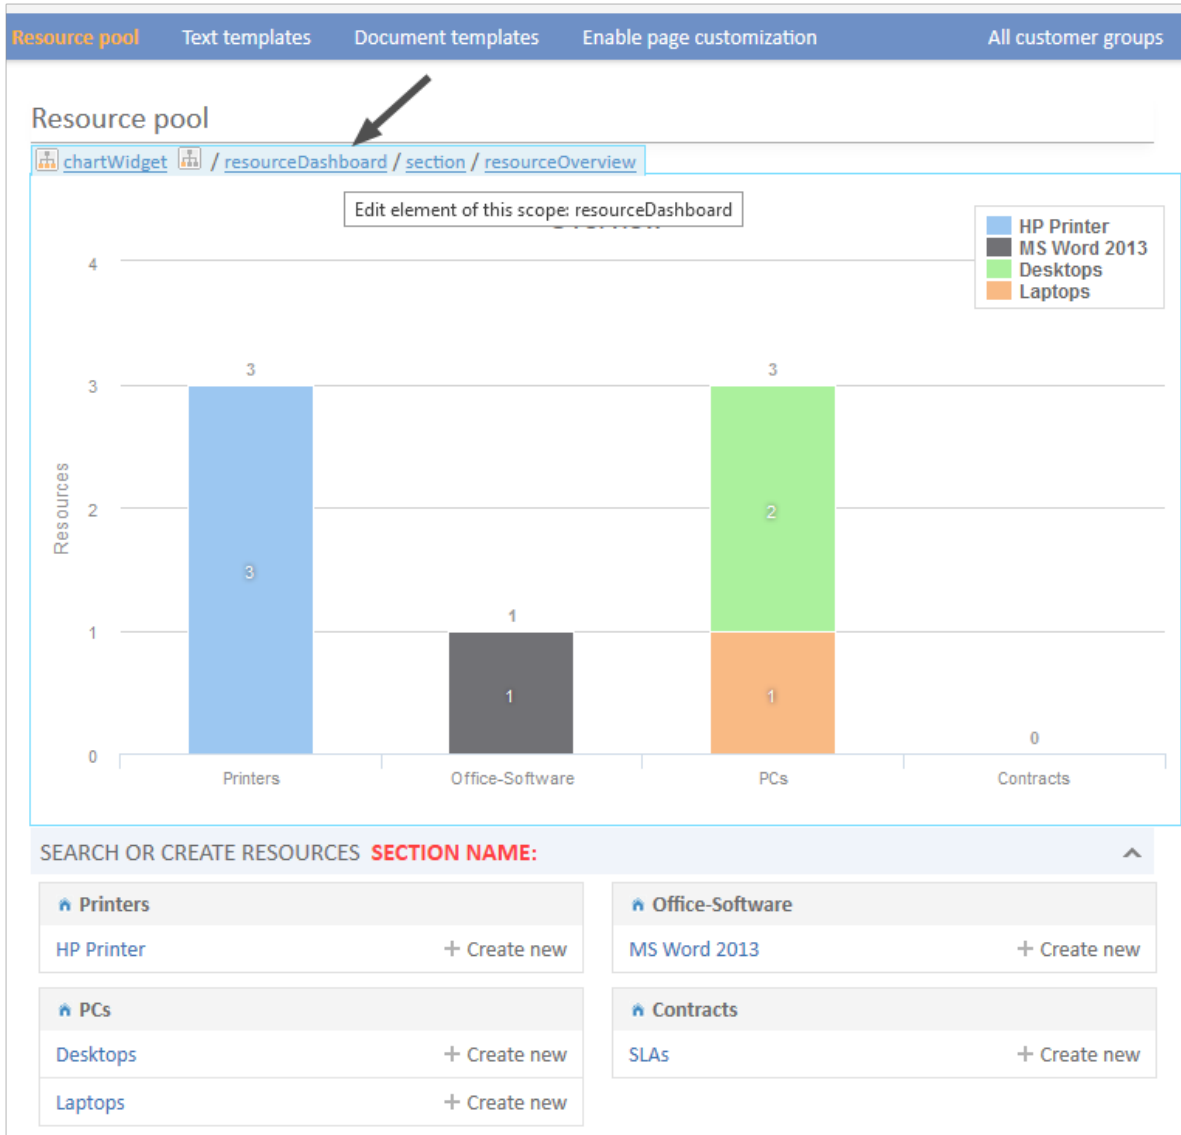 Resource pool Text templates Document templates Enable page customization All customer groups
Resource pool
chartWidget / resourceDashboard / section / resourceOverview
Edit element of this scope: resourceDashboard
HP Printer
MS Word 2013
Desktops
Laptops
Resources
4
3
2
1
0
3
3
1
1
3
2
1
0
Printers Office-Software PCs Contracts
SEARCH OR CREATE RESOURCES SECTION NAME:
Printers
HP Printer + Create new
Office-Software
MS Word 2013 + Create new
PCs
Desktops + Create new
Laptops + Create new
Contracts
SLAs + Create new